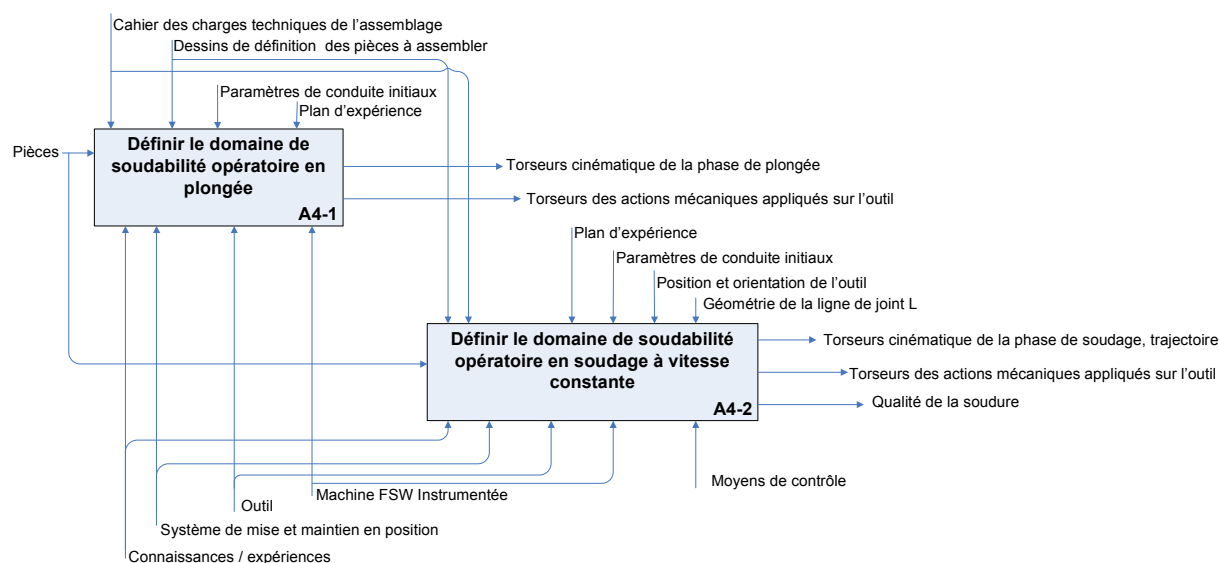 Cahier des charges techniques de l'assemblage
Dessins de définition des pièces à assembler
Paramètres de conduite initiaux
Plan d'expérience
Pièces
Définir le domaine de
soudabilité opératoire en
plongée
A4-1
Torseurs cinématique de la phase de plongée
Torseurs des actions mécaniques appliqués sur l'outil
Plan d'expérience
Paramètres de conduite initiaux
Position et orientation de l'outil
Géométrie de la ligne de joint L
Définir le domaine de soudabilité
opératoire en soudage à vitesse
constante
A4-2
Torseurs cinématique de la phase de soudage, trajectoire
Torseurs des actions mécaniques appliqués sur l'outil
Qualité de la soudure
Moyens de contrôle
Machine FSW Instrumentée
Outil
Système de mise et maintien en position
Connaissances / expériences